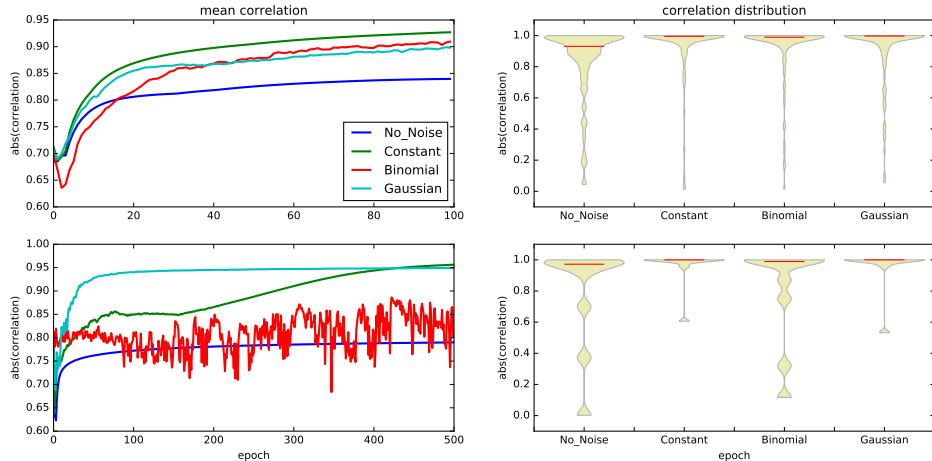 mean correlation
abs(correlation)
0.95
0.90
0.85
0.80
0.75
0.70
0.65
0.60
0
20
40
60
80
100
No_Noise
Constant
Binomial
Gaussian
correlation distribution
abs(correlation)
1.0
0.8
0.6
0.4
0.2
0.0
No_Noise
Constant
Binomial
Gaussian
abs(correlation)
1.00
0.95
0.90
0.85
0.80
0.75
0.70
0.65
0.60
0
100
200
300
400
500
epoch
abs(correlation)
1.0
0.8
0.6
0.4
0.2
0.0
No_Noise
Constant
Binomial
Gaussian
epoch